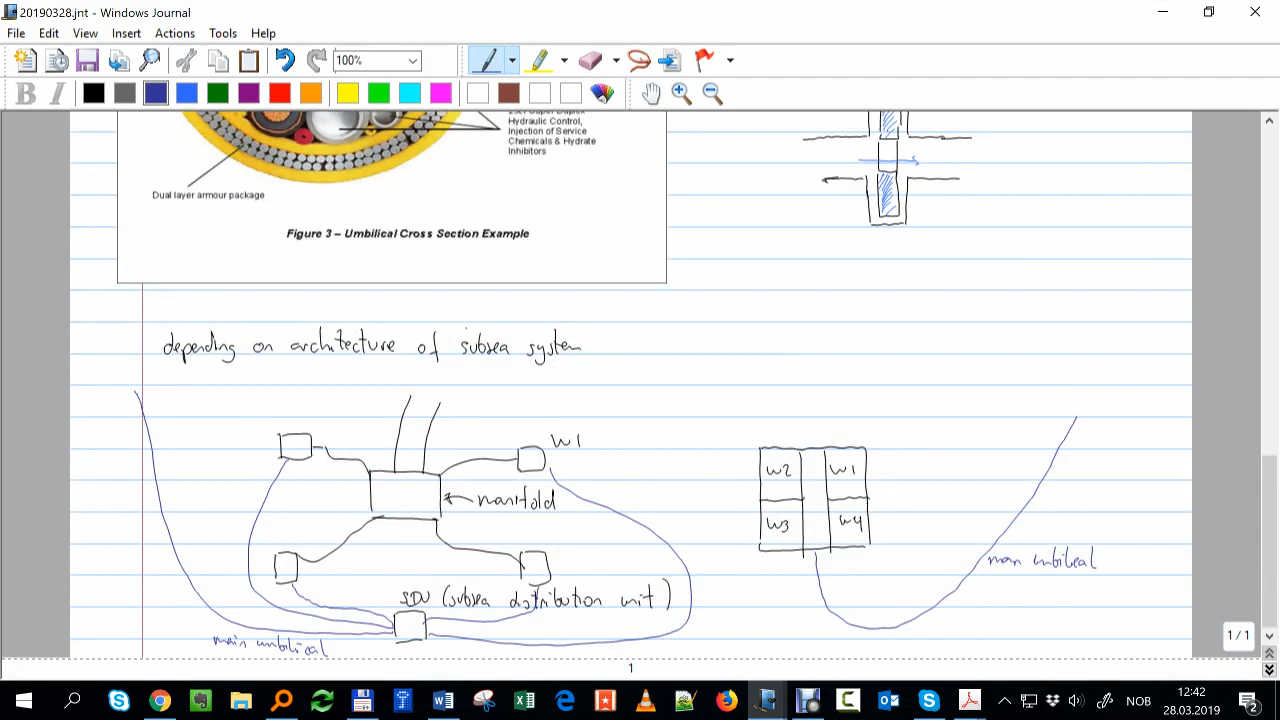 20190328.jnt - Windows Journal
File Edit View Insert Actions Tools Help
100%
B I
Hydraulic Control,
Injection of Service
Chemicals & Hydrate
Inhibitors
Dual layer armour package
Figure 3 – Umbilical Cross Section Example
depending on architecture of subsea system
W1
manifold
W2 W1
W3 W4
main umbilical
SDU (subsea distribution unit)
main umbilical
1 / 1
1
NOB
12:42
28.03.2019
2